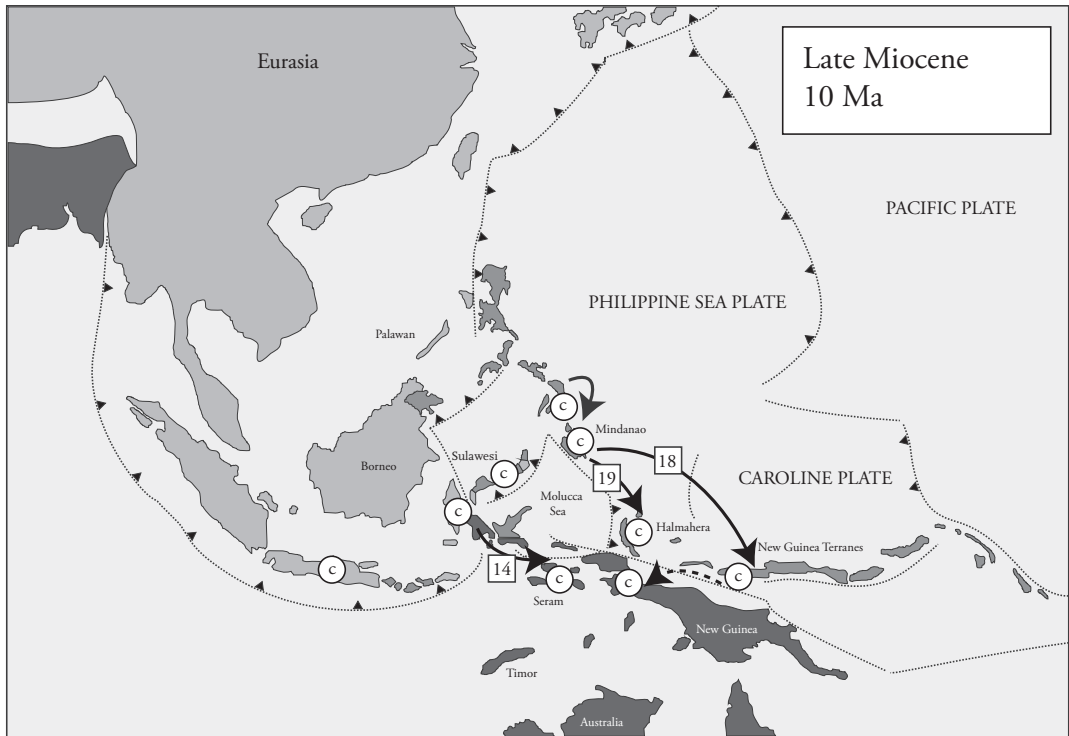 Eurasia
Late Miocene
10 Ma
PACIFIC PLATE
PHILIPPINE SEA PLATE
Palawan
c
Mindanao
c
Borneo
Sulawesi
c
18
19
CAROLINE PLATE
Molucca
Sea
c
Halmahera
c
New Guinea Terranes
c
14
c
c
c
Seram
New Guinea
Timor
Australia